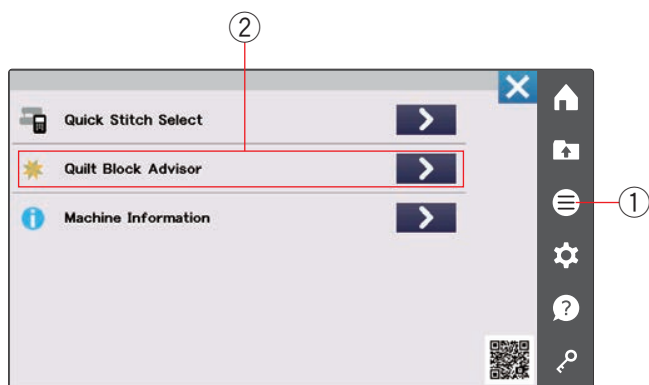 ②
Quick Stitch Select
Quilt Block Advisor
①
Machine Information